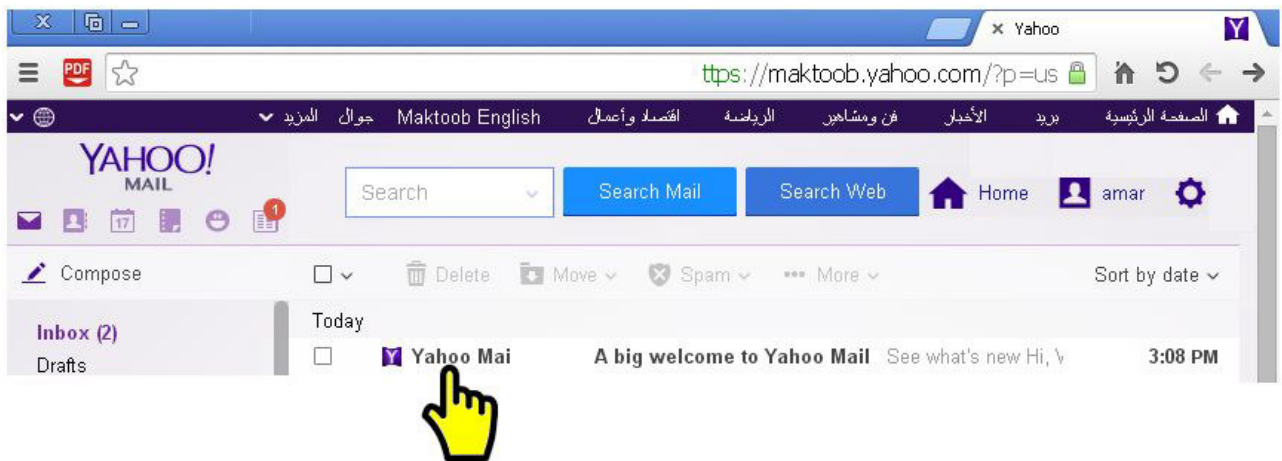 Yahoo
PDF ttps://maktoob.yahoo.com/?p=us
الصفحة الرئيسية بريد الأخبار فن ومشاهير الرياضة اقتصاد وأعمال Maktoob English جوال المزيد
YAHOO!
MAIL
Search Search Mail Search Web Home amar
17 1
Compose Delete Move Spam More Sort by date
Inbox (2) Today
Drafts Yahoo Mai A big welcome to Yahoo Mail See what's new Hi, 3:08 PM